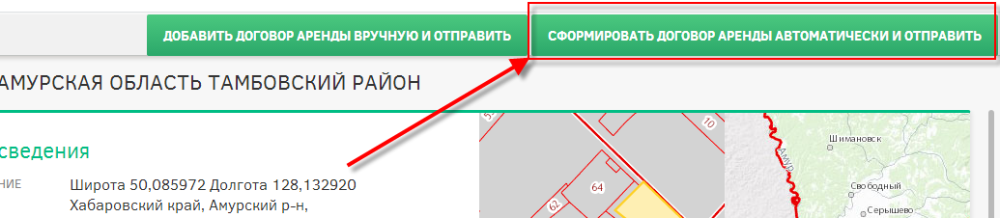 ДОБАВИТЬ ДОГОВОР АРЕНДЫ ВРУЧНУЮ И ОТПРАВИТЬ
СФОРМИРОВАТЬ ДОГОВОР АРЕНДЫ АВТОМАТИЧЕСКИ И ОТПРАВИТЬ
АМУРСКАЯ ОБЛАСТЬ ТАМБОВСКИЙ РАЙОН
сведения
НИЕ
Широта 50,085972 Долгота 128,132920
Хабаровский край, Амурский р-н,
10
64
62
Амур
Шимановск
Свободный
Серышево